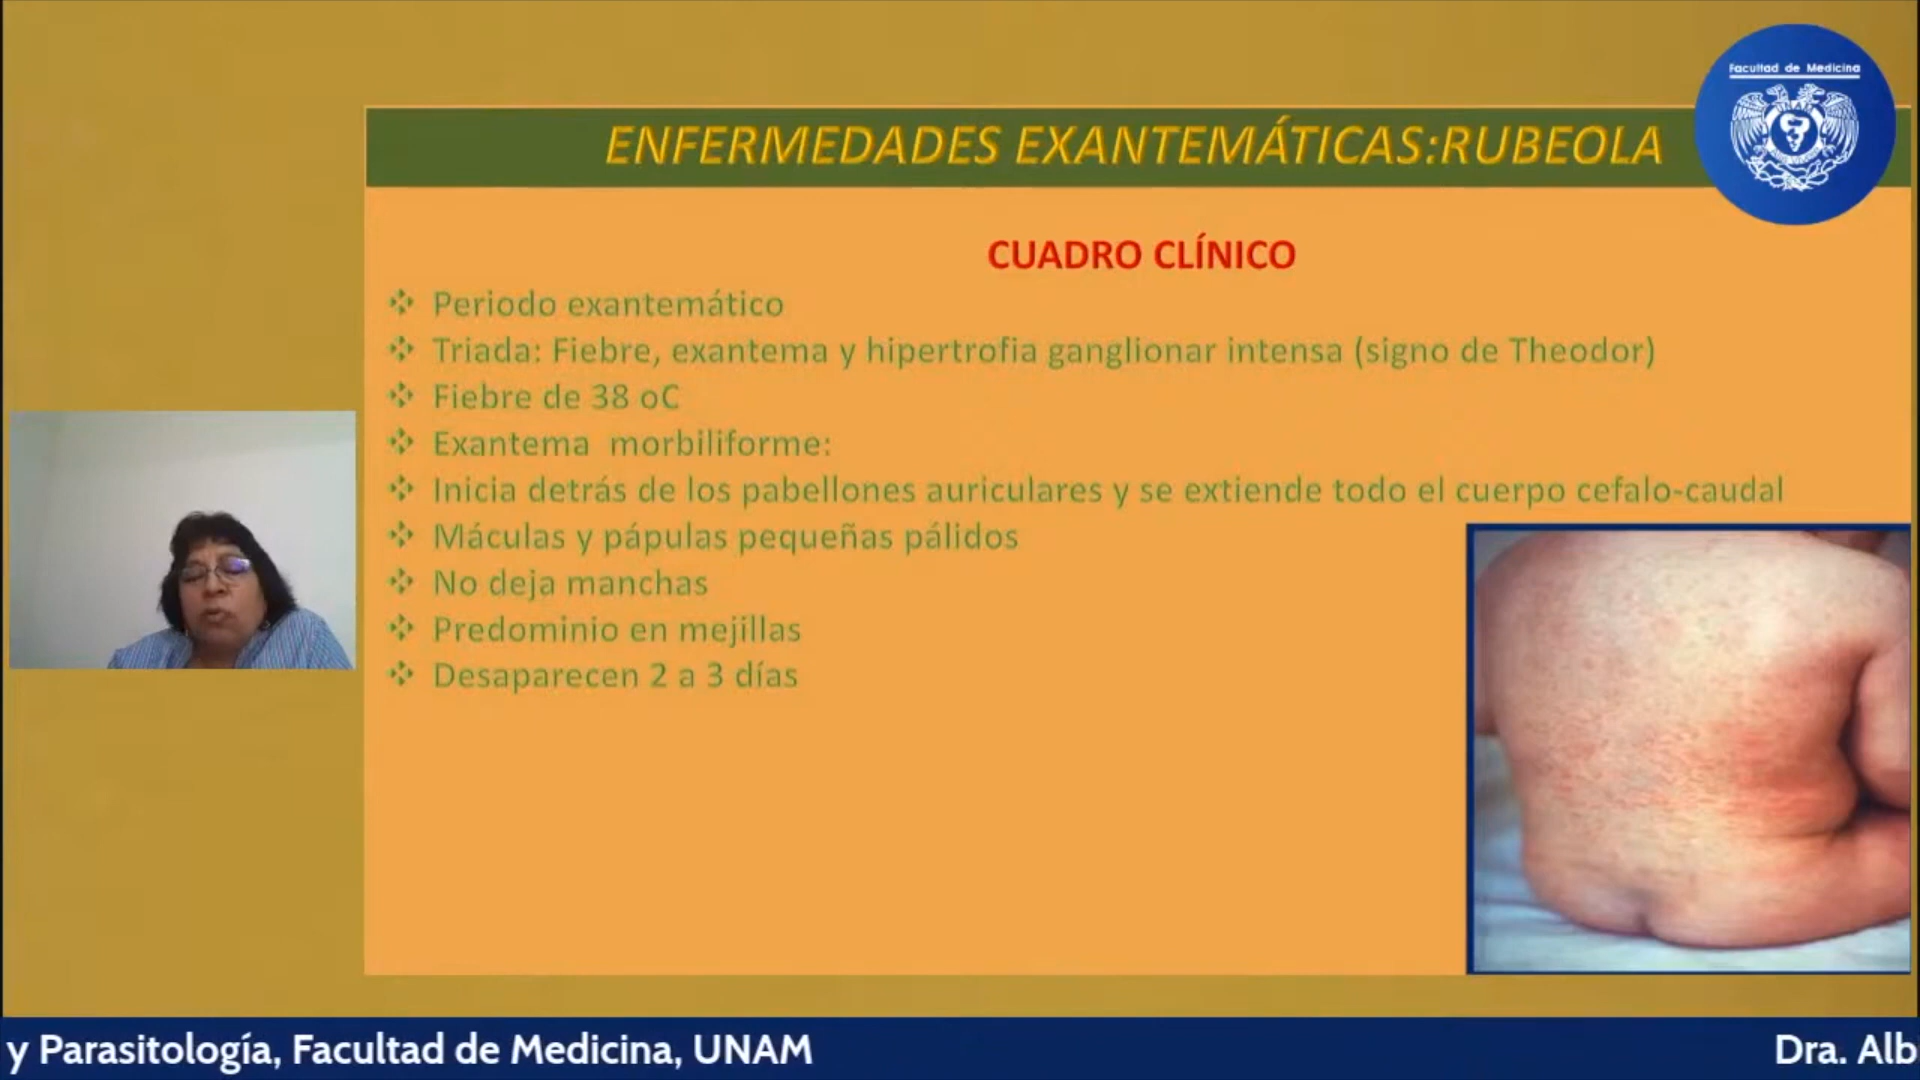 Facultad de Medicina
ENFERMEDADES EXANTEMÁTICAS:RUBEOLA
CUADRO CLÍNICO
Periodo exantemático
Triada: Fiebre, exantema y hipertrofia ganglionar intensa (signo de Theodor)
Fiebre de 38 oC
Exantema morbiliforme:
Inicia detrás de los pabellones auriculares y se extiende todo el cuerpo cefalo-caudal
Máculas y pápulas pequeñas pálidos
No deja manchas
Predominio en mejillas
Desaparecen 2 a 3 días
y Parasitología, Facultad de Medicina, UNAM
Dra. Alb